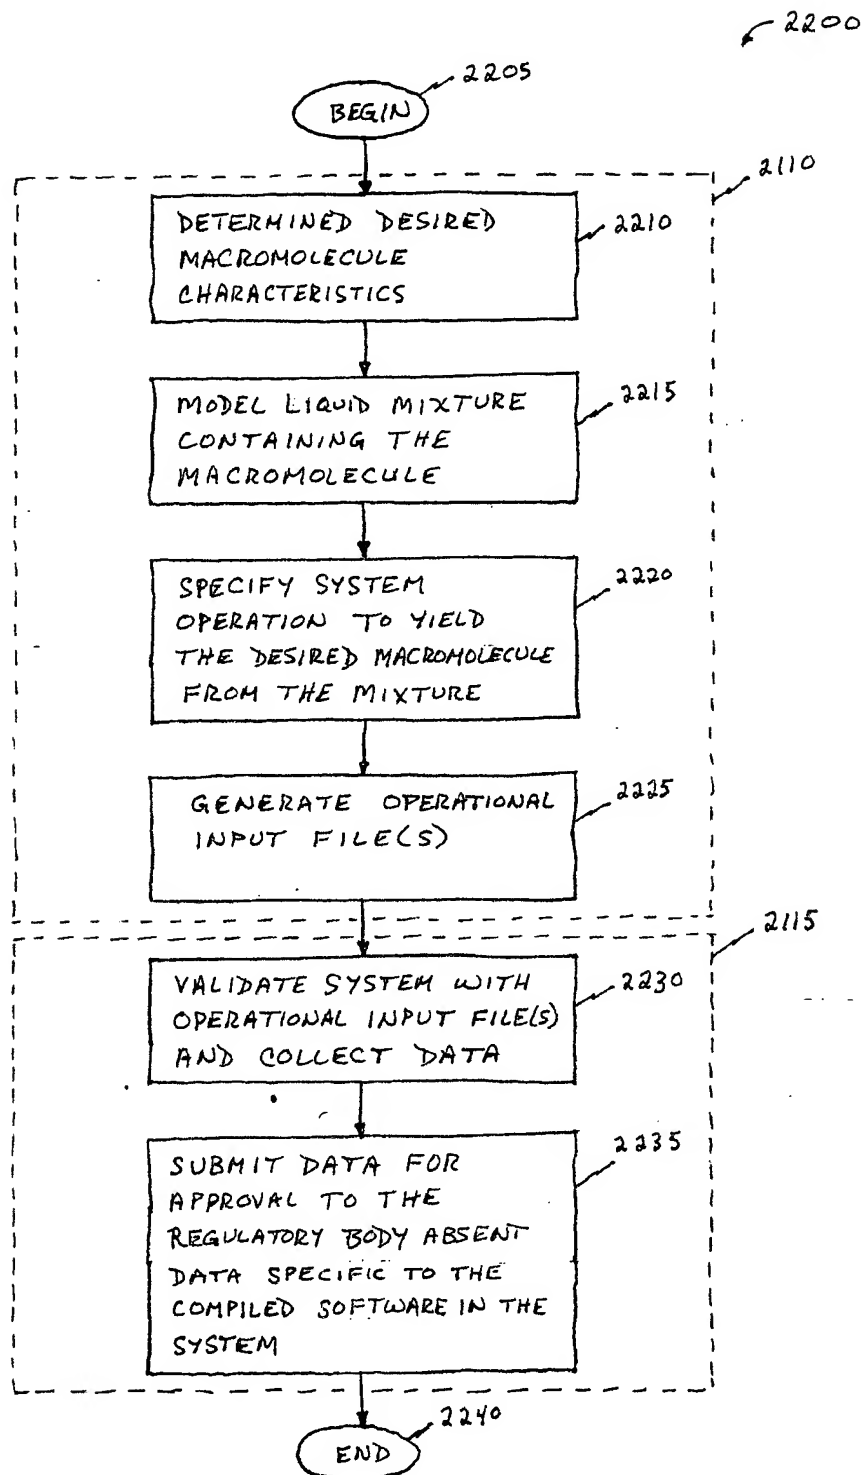 2200
2205
BEGIN
2110
DETERMINED DESIRED
MACROMOLECULE
CHARACTERISTICS
2210
MODEL LIQUID MIXTURE
CONTAINING THE
MACROMOLECULE
2215
SPECIFY SYSTEM
OPERATION TO YIELD
THE DESIRED MACROMOLECULE
FROM THE MIXTURE
2220
GENERATE OPERATIONAL
INPUT FILE(S)
2225
2115
VALIDATE SYSTEM WITH
OPERATIONAL INPUT FILE(S)
AND COLLECT DATA
2230
SUBMIT DATA FOR
APPROVAL TO THE
REGULATORY BODY ABSENT
DATA SPECIFIC TO THE
COMPILED SOFTWARE IN THE
SYSTEM
2235
2240
END